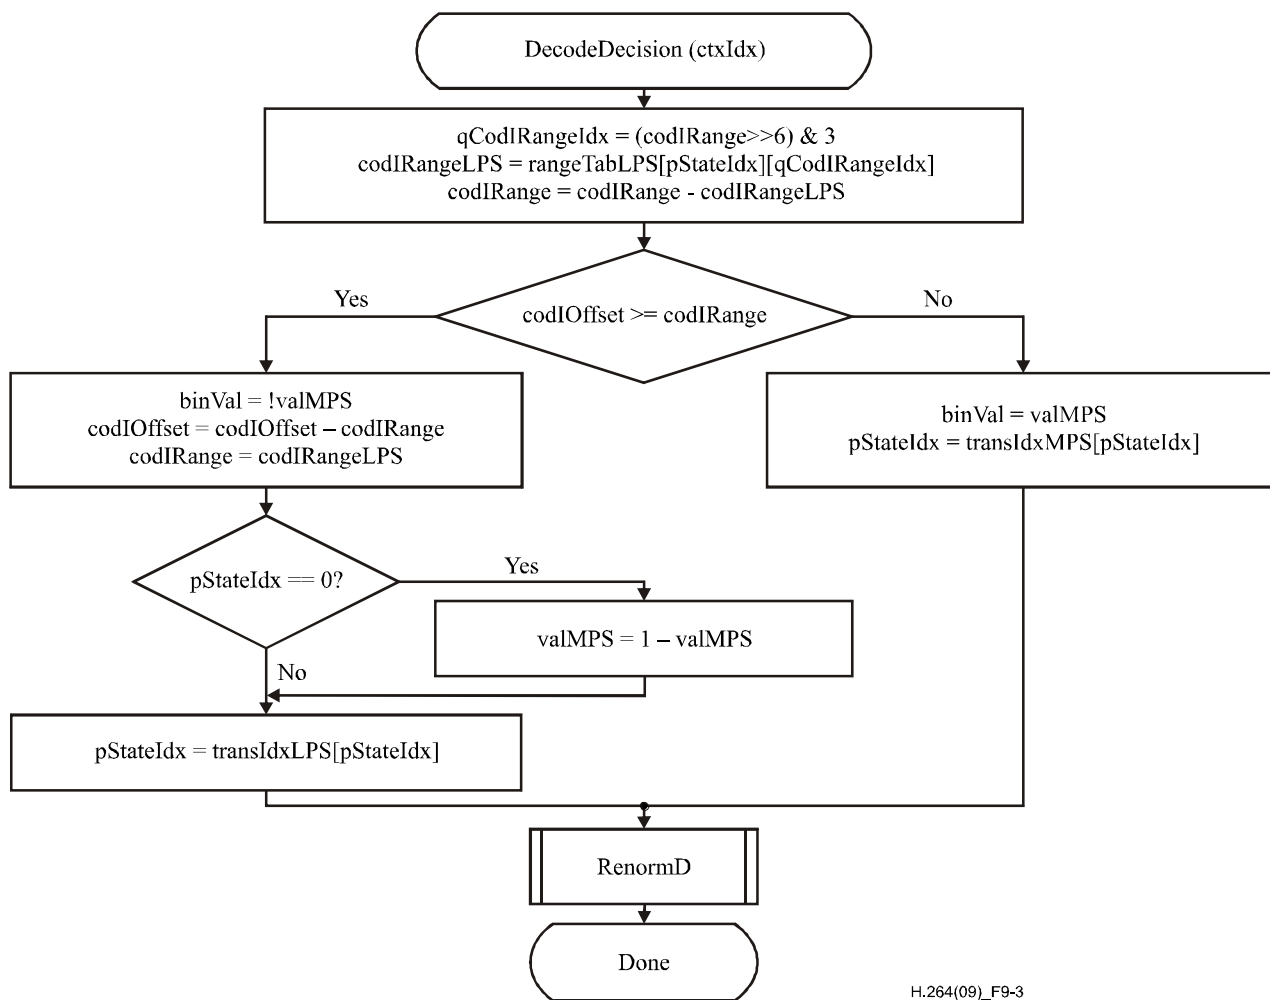 DecodeDecision (ctxIdx)
qCodIRangeIdx = (codIRange>>6) & 3
codIRangeLPS = rangeTabLPS[pStateIdx][qCodIRangeIdx]
codIRange = codIRange - codIRangeLPS
Yes
No
codIOffset >= codIRange
binVal = !valMPS
codIOffset = codIOffset – codIRange
codIRange = codIRangeLPS
binVal = valMPS
pStateIdx = transIdxMPS[pStateIdx]
pStateIdx == 0?
Yes
valMPS = 1 – valMPS
No
pStateIdx = transIdxLPS[pStateIdx]
RenormD
Done
H.264(09)_F9-3